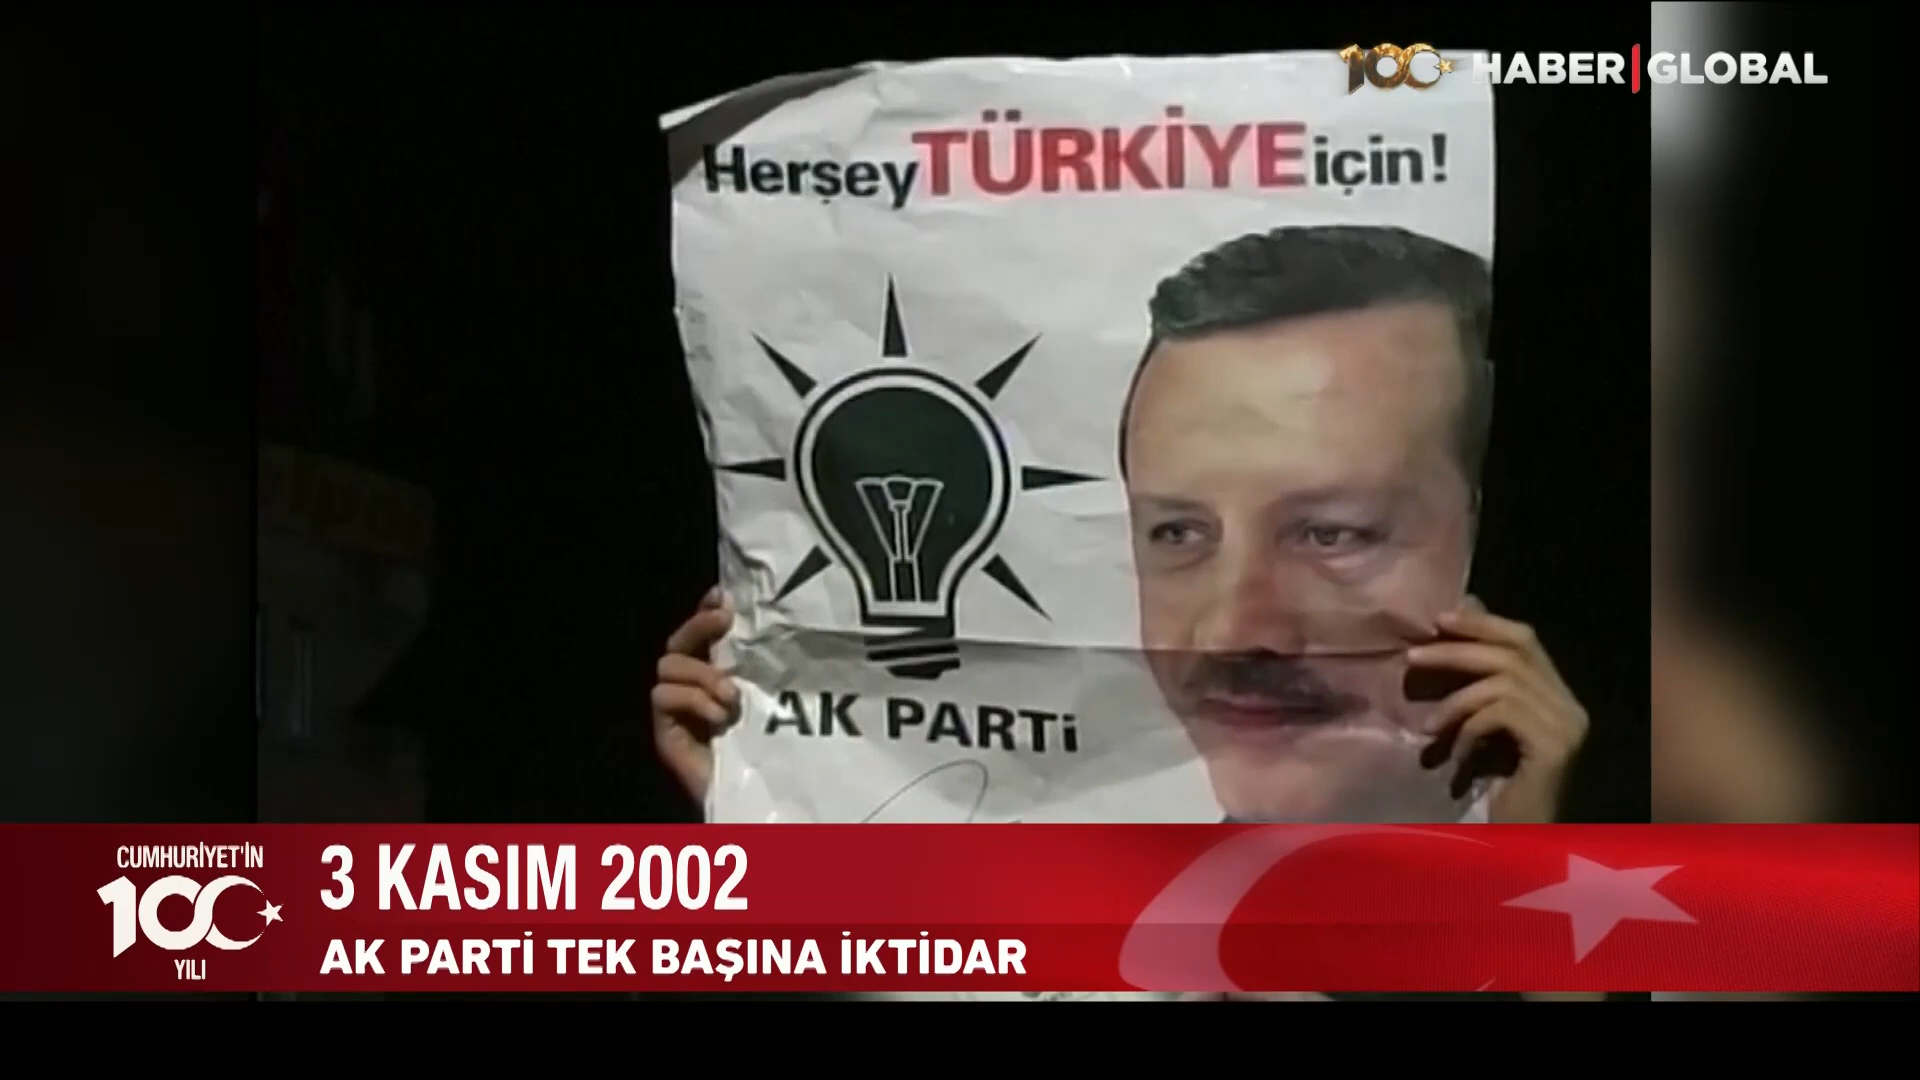 100 HABER GLOBAL
Herşey TÜRKİYE için!
AK PARTi
CUMHURİYET'İN
100
YILI
3 KASIM 2002
AK PARTİ TEK BAŞINA İKTİDAR